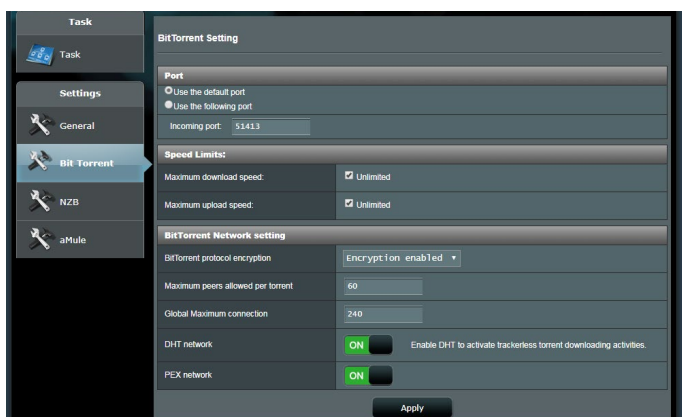 Task
Task
Settings
General
Bit Torrent
NZB
aMule
BitTorrent Setting
Port
Use the default port
Use the following port
Incoming port: 51413
Speed Limits:
Maximum download speed: Unlimited
Maximum upload speed: Unlimited
BitTorrent Network setting
BitTorrent protocol encryption Encryption enabled
Maximum peers allowed per torrent 60
Global Maximum connection 240
DHT network ON Enable DHT to activate trackerless torrent downloading activities.
PEX network ON
Apply